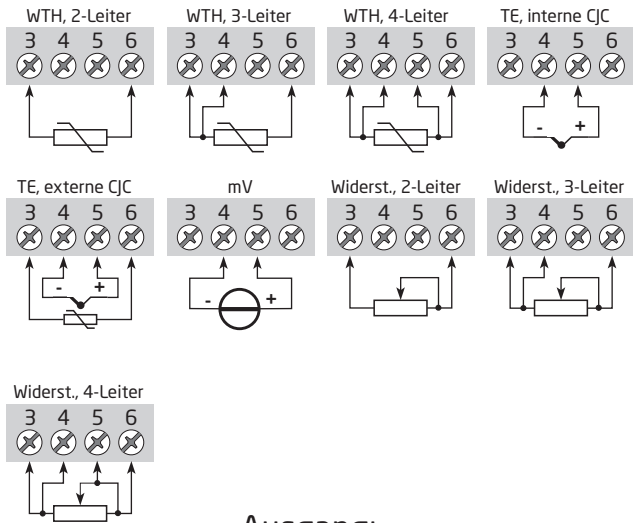 WTH, 2-Leiter WTH, 3-Leiter WTH, 4-Leiter TE, interne CJC
3 4 5 6 3 4 5 6 3 4 5 6 3 4 5 6
- +
TE, externe CJC mV Widerst., 2-Leiter Widerst., 3-Leiter
3 4 5 6 3 4 5 6 3 4 5 6 3 4 5 6
- + - +
Widerst., 4-Leiter
3 4 5 6